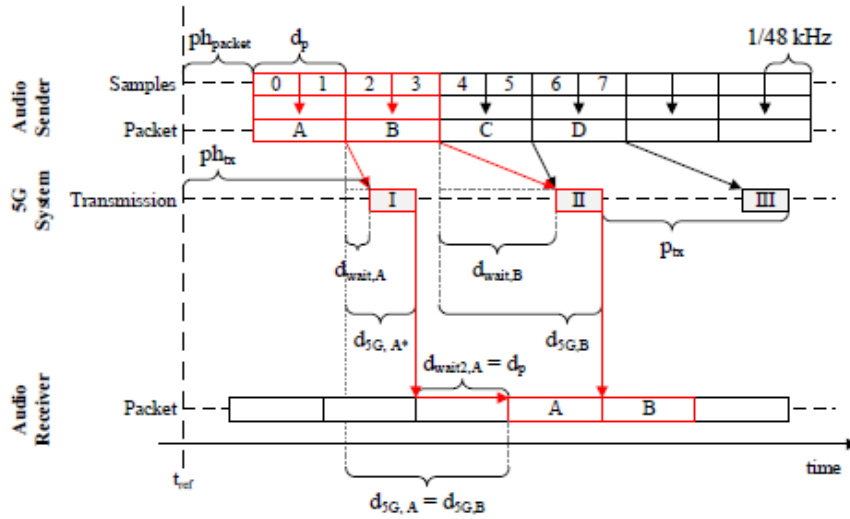 ph_packet d_p 1/48 kHz
Audio Sender
Samples 0 1 2 3 4 5 6 7
Packet A B C D
ph_tx
5G System
Transmission I II III
d_wait,A d_wait,B p_tx
d_5G, A* d_5G,B
d_wait2,A = d_p
Audio Receiver
Packet A B
t_ref time
d_5G, A = d_5G,B